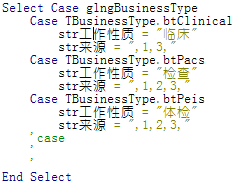 Select Case glngBusinessType
    Case TBusinessType.btClinical
        str工作性质 = "临床"
        str来源 = ",1,3,"
    Case TBusinessType.btPacs
        str工作性质 = "检查"
        str来源 = ",1,2,3,"
    Case TBusinessType.btPeis
        str工作性质 = "体检"
        str来源 = ",1,2,3,"
    'case
    '
    '
End Select